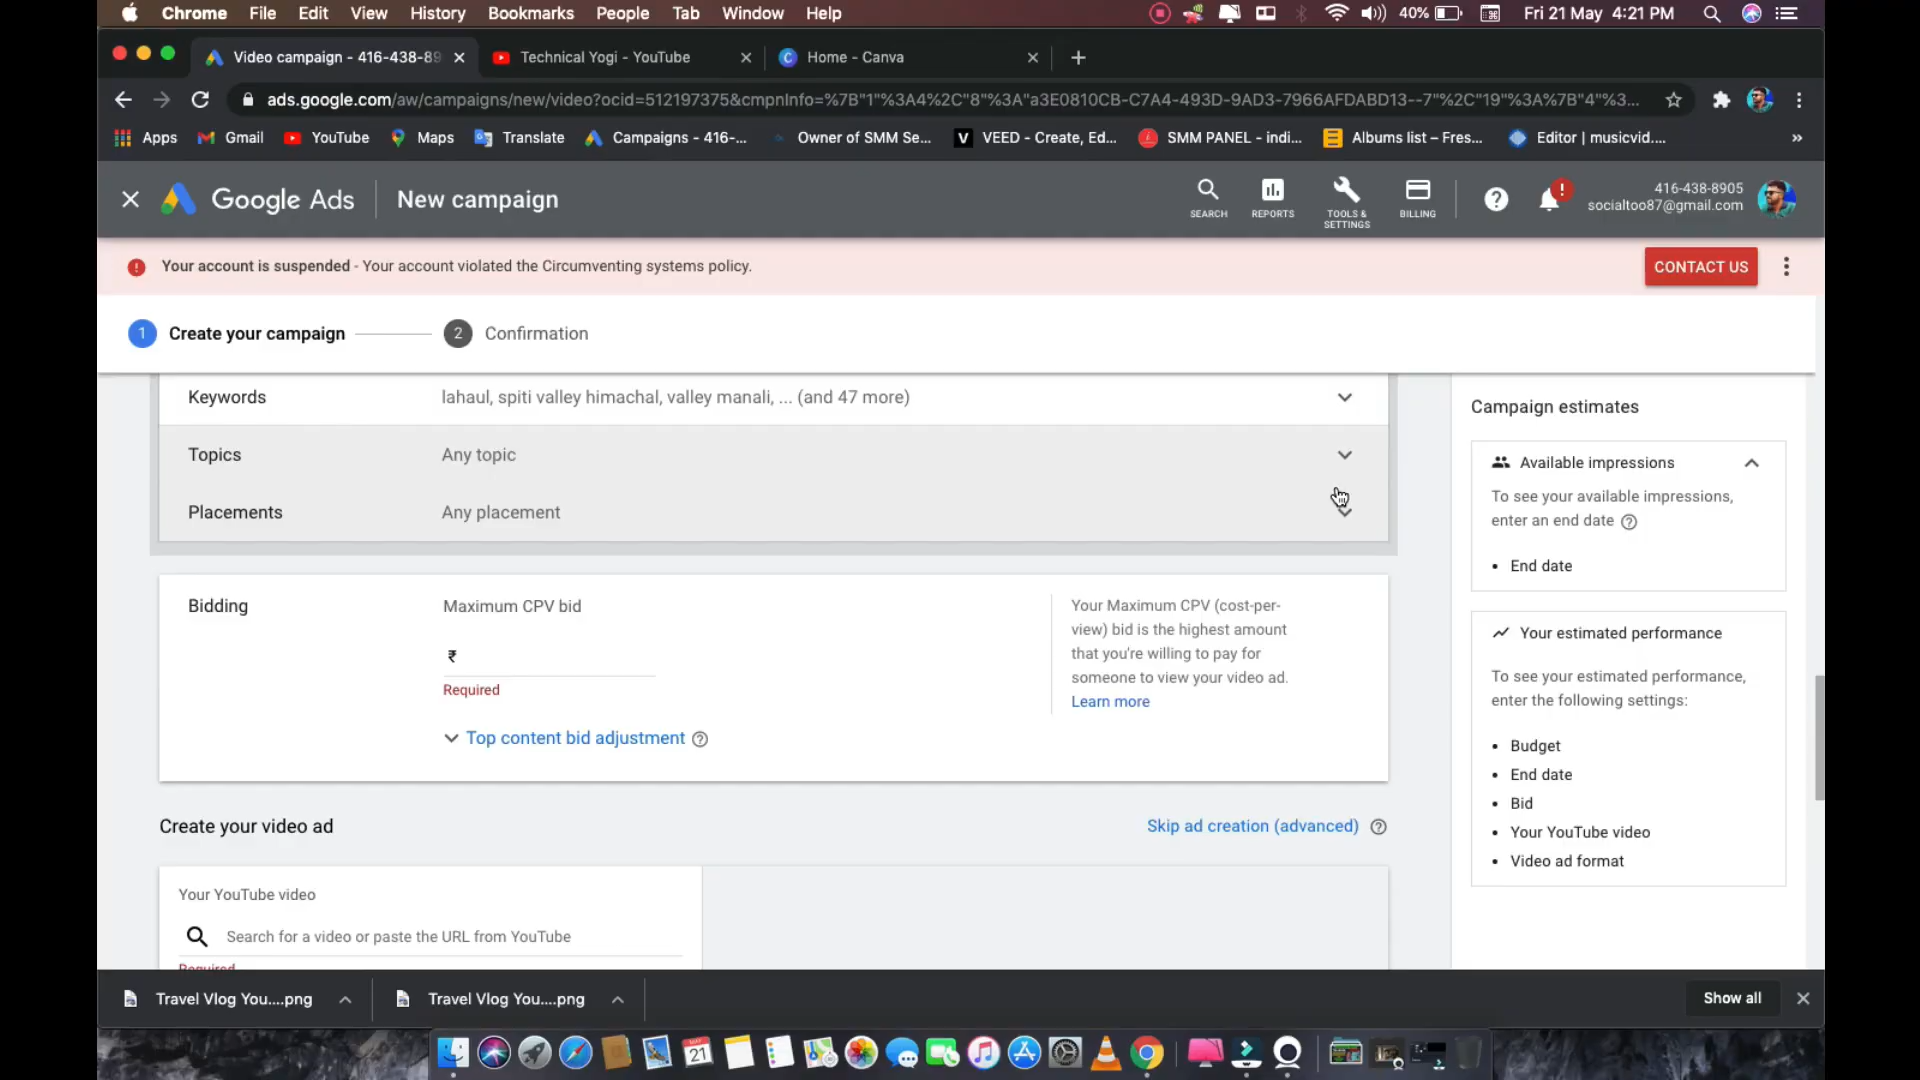 Chrome File Edit View History Bookmarks People Tab Window Help 40% Fri 21 May 4:21 PM
Video campaign - 416-438-89 Technical Yogi - YouTube Home - Canva
ads.google.com/aw/campaigns/new/video?ocid=512197375&cmpnInfo=%7B"1"%3A4%2C"8"%3A"a3E0810CB-C7A4-493D-9AD3-7966AFDABD13--7"%2C"19"%3A%7B"4"%3...
Apps Gmail YouTube Maps Translate Campaigns - 416-... Owner of SMM Se... VEED - Create, Ed... SMM PANEL - indi... Albums list – Fres... Editor | musicvid....
Google Ads New campaign
SEARCH REPORTS TOOLS & SETTINGS BILLING
416-438-8905
socialtoo87@gmail.com
Your account is suspended - Your account violated the Circumventing systems policy. CONTACT US
1 Create your campaign 2 Confirmation
Keywords lahaul, spiti valley himachal, valley manali, ... (and 47 more)
Topics Any topic
Placements Any placement
Bidding Maximum CPV bid
₹
Required
Top content bid adjustment
Your Maximum CPV (cost-per-
view) bid is the highest amount
that you're willing to pay for
someone to view your video ad.
Learn more
Create your video ad Skip ad creation (advanced)
Your YouTube video
Search for a video or paste the URL from YouTube
Required
Campaign estimates
Available impressions
To see your available impressions,
enter an end date
• End date
Your estimated performance
To see your estimated performance,
enter the following settings:
• Budget
• End date
• Bid
• Your YouTube video
• Video ad format
Travel Vlog You....png Travel Vlog You....png Show all
MAY
21